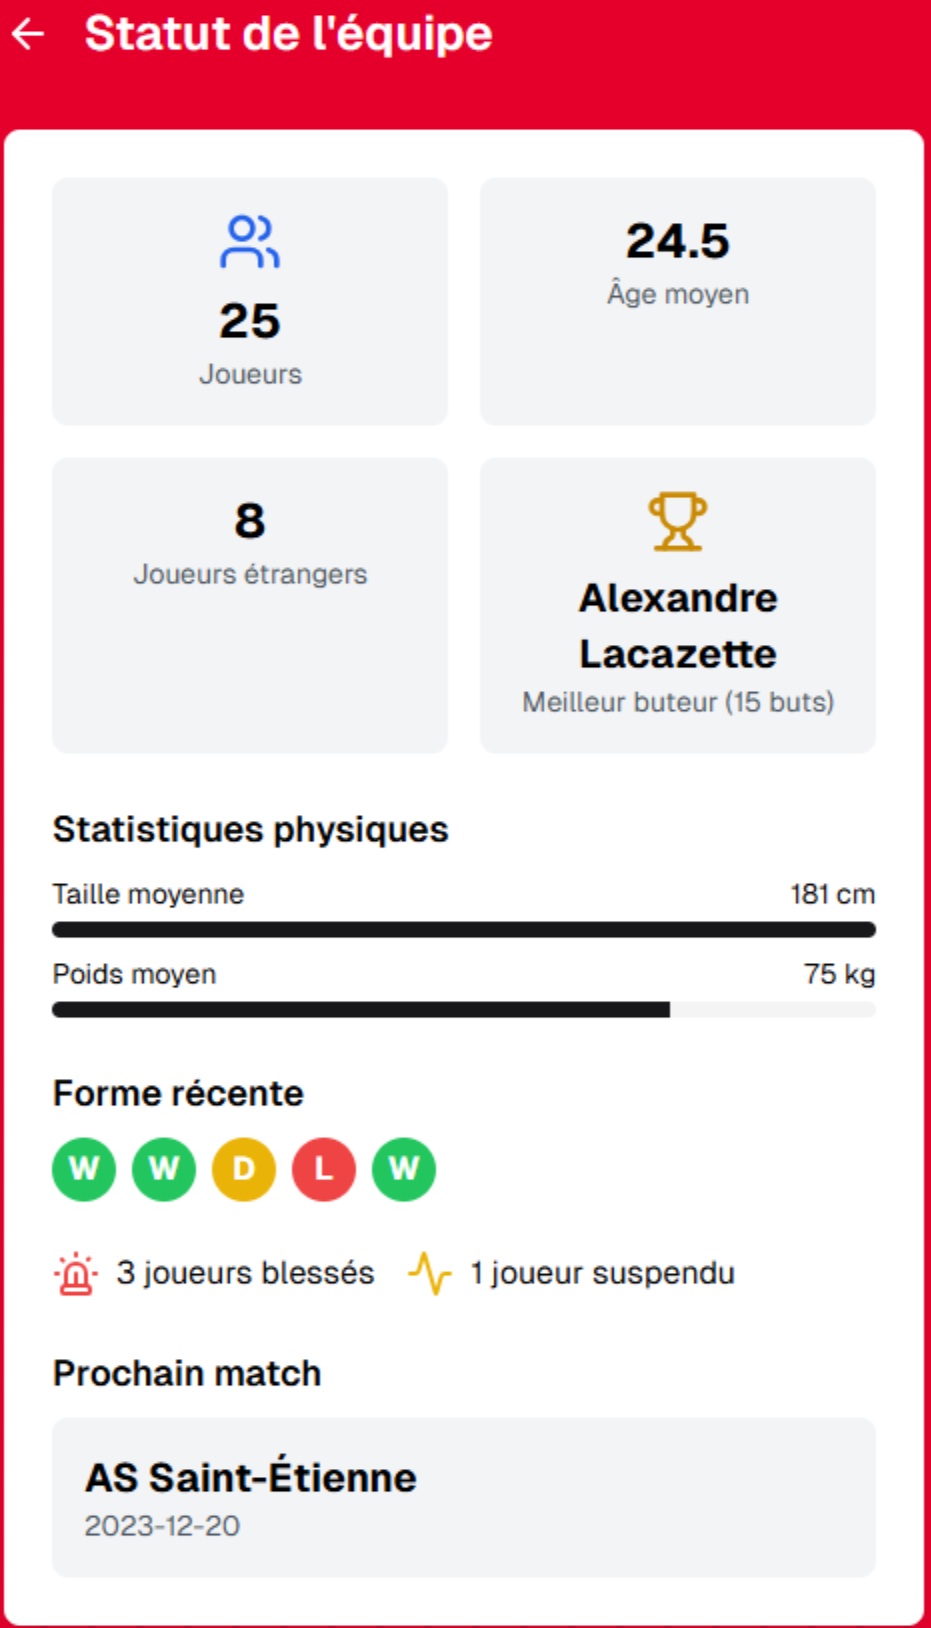 Statut de l'équipe
25
Joueurs
24.5
Âge moyen
8
Joueurs étrangers
Alexandre
Lacazette
Meilleur buteur (15 buts)
Statistiques physiques
Taille moyenne 181 cm
Poids moyen 75 kg
Forme récente
W W D L W
3 joueurs blessés 1 joueur suspendu
Prochain match
AS Saint-Étienne
2023-12-20